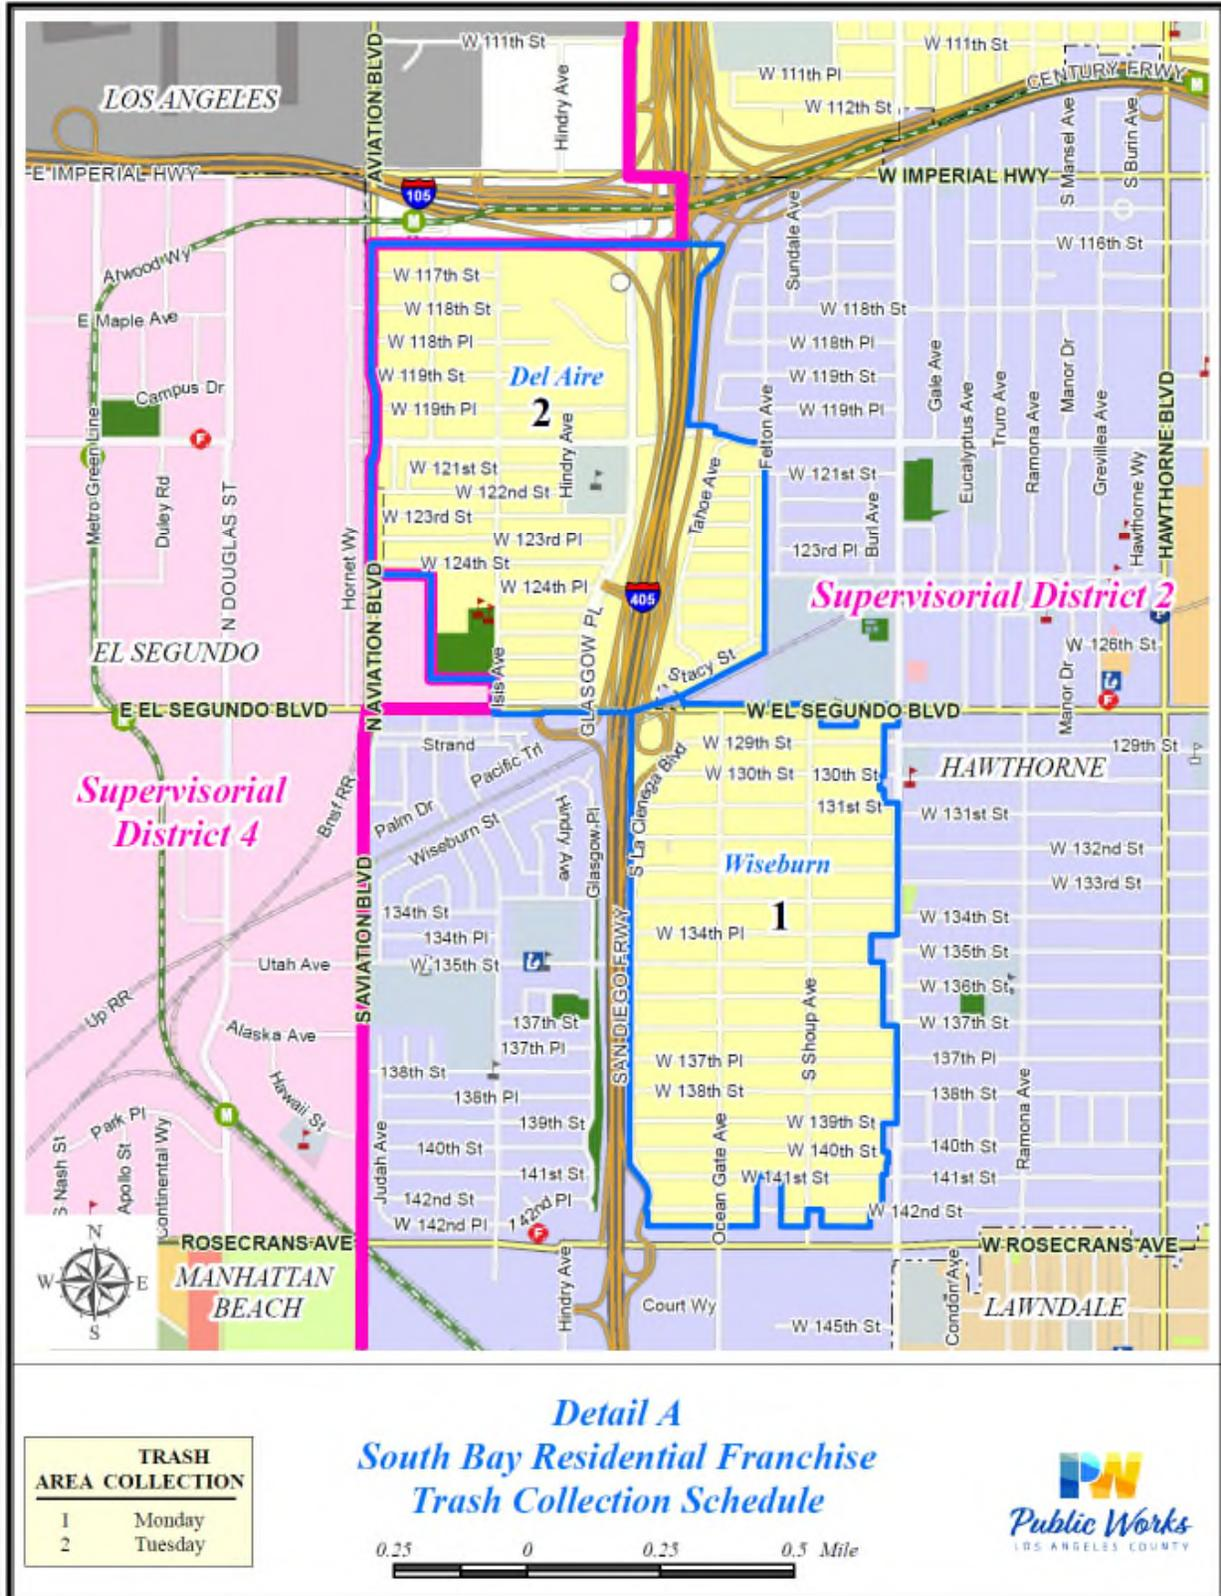 W 111th St
W 111th St
W 111th Pl
CENTURY FRWY
M
LOS ANGELES
AVIATION BLVD
Hindry Ave
W 112th St
S Mansel Ave
S Burin Ave
E IMPERIAL HWY
W IMPERIAL HWY
105
M
Sundale Ave
W 116th St
Atwood Wy
W 117th St
E Maple Ave
W 118th St
W 118th St
W 118th Pl
W 118th Pl
Campus Dr
W 119th St
Del Aire
W 119th St
W 119th Pl
2
W 119th Pl
Gale Ave
Eucalyptus Ave
Truro Ave
Ramona Ave
Manor Dr
Grevillea Ave
Hawthorne Wy
HAWTHORNE BLVD
Metro Green Line
F
Duley Rd
N DOUGLAS ST
Hornet Wy
Hindry Ave
Tahoe Ave
Felton Ave
Burl Ave
W 121st St
W 121st St
W 122nd St
W 123rd St
W 123rd Pl
123rd Pl
W 124th St
W 124th Pl
405
Supervisorial District 2
P
EL SEGUNDO
N AVIATION BLVD
Isis Ave
GLASGOW PL
Stacy St
W 126th St
Manor Dr
F
E EL SEGUNDO BLVD
W EL SEGUNDO BLVD
Strand
Pacific Trl
W 129th St
129th St
W 130th St
130th St
HAWTHORNE
Supervisorial
District 4
Bnsf RR
Palm Dr
Wiseburn St
Hindry Ave
Glasgow Pl
S La Cienega Blvd
131st St
W 131st St
W 132nd St
Wiseburn
W 133rd St
1
S AVIATION BLVD
134th St
134th Pl
W 134th Pl
W 134th St
Utah Ave
W 135th St
W 135th St
SAN DIEGO FRWY
S Shoup Ave
W 136th St
Up RR
Alaska Ave
137th St
W 137th St
137th Pl
W 137th Pl
137th Pl
138th St
W 138th St
138th St
M
Hawaii St
138th Pl
Park Pl
139th St
W 139th St
S Nash St
Apollo St
Continental Wy
Judah Ave
140th St
Ocean Gate Ave
W 140th St
140th St
Ramona Ave
141st St
W 141st St
141st St
142nd St
W 142nd Pl
142nd Pl
F
W 142nd St
ROSECRANS AVE
W ROSECRANS AVE
N
W
E
S
MANHATTAN
BEACH
Hindry Ave
Court Wy
W 145th St
Condon Ave
LAWNDALE
TRASH
AREA COLLECTION
1 Monday
2 Tuesday
Detail A
South Bay Residential Franchise
Trash Collection Schedule
0.25 0 0.25 0.5 Mile
PW
Public Works
LOS ANGELES COUNTY